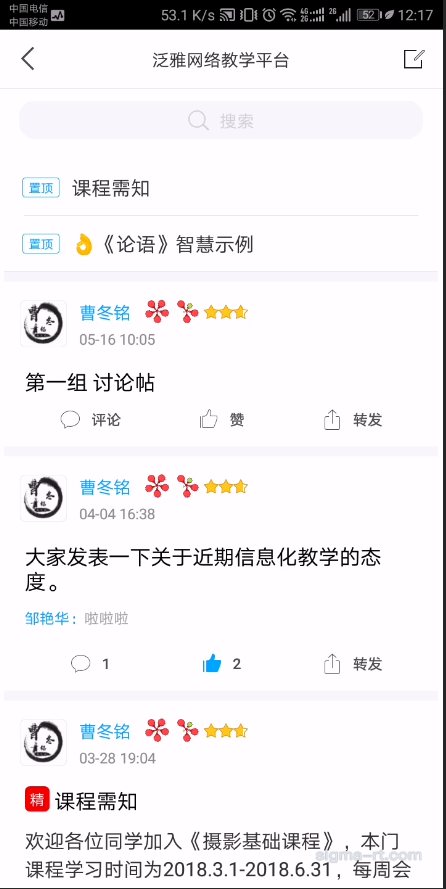 中国电信
中国移动
53.1 K/s
4G
2G
2G
52
12:17
泛雅网络教学平台
搜索
置顶 课程需知
置顶 👌《论语》智慧示例
曹冬铭
05-16 10:05
第一组 讨论帖
评论 赞 转发
曹冬铭
04-04 16:38
大家发表一下关于近期信息化教学的态
度。
邹艳华：啦啦啦
1 2 转发
曹冬铭
03-28 19:04
精 课程需知
欢迎各位同学加入《摄影基础课程》，本门
课程学习时间为2018.3.1-2018.6.31，每周会
sigma-rt.com